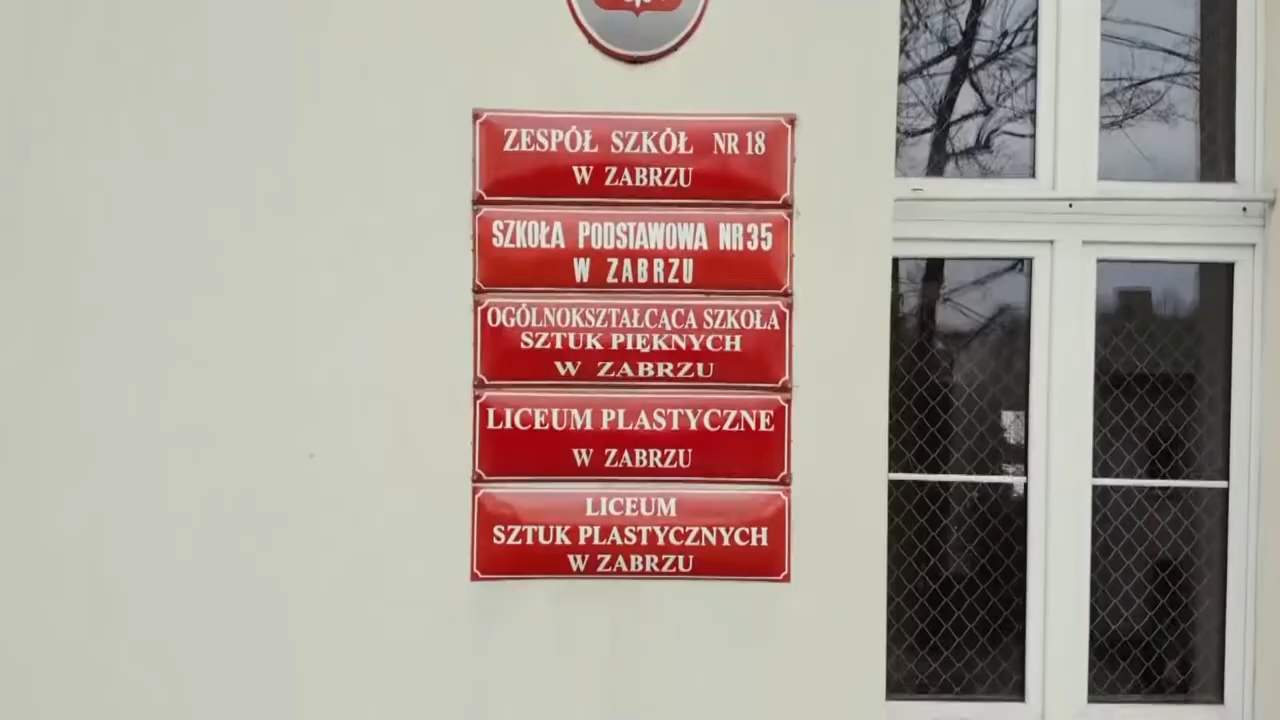 ZESPÓŁ SZKÓŁ NR 18
W ZABRZU
SZKOŁA PODSTAWOWA NR 35
W ZABRZU
OGÓLNOKSZTAŁCĄCA SZKOŁA
SZTUK PIĘKNYCH
W ZABRZU
LICEUM PLASTYCZNE
W ZABRZU
LICEUM
SZTUK PLASTYCZNYCH
W ZABRZU